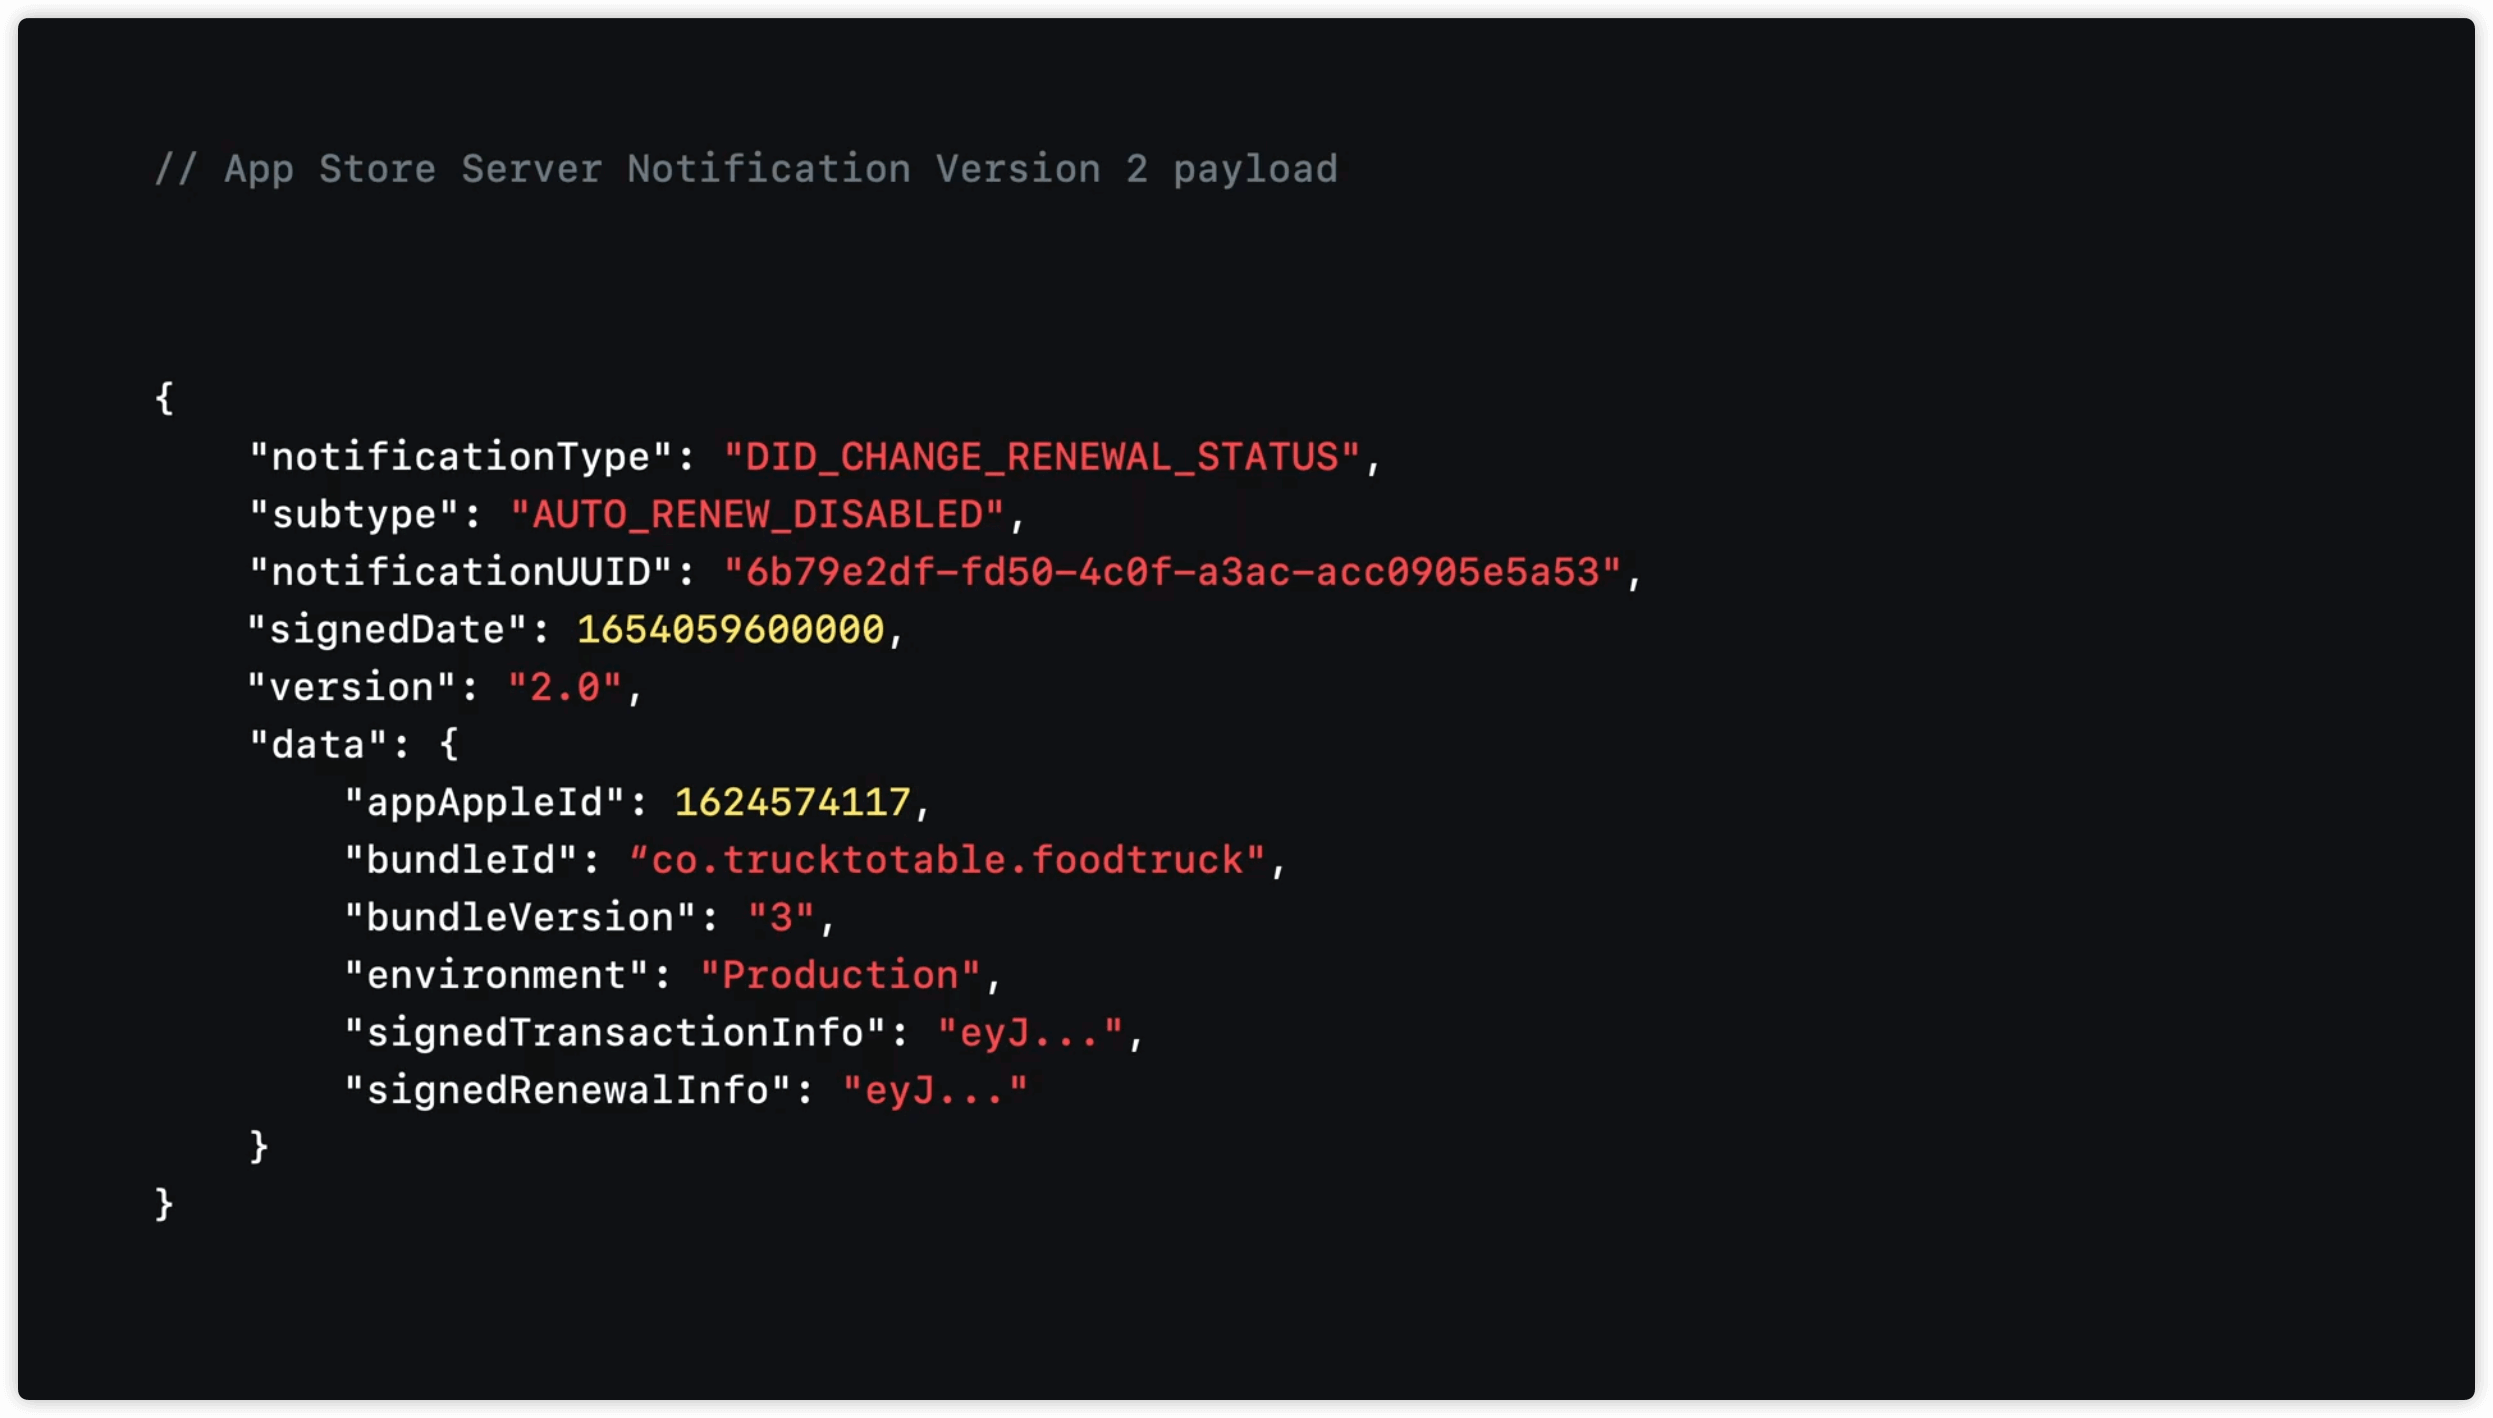 // App Store Server Notification Version 2 payload
{
"notificationType": "DID_CHANGE_RENEWAL_STATUS",
"subtype": "AUTO_RENEW_DISABLED",
"notificationUUID": "6b79e2df-fd50-4c0f-a3ac-acc0905e5a53",
"signedDate": 1654059600000,
"version": "2.0",
"data": {
"appAppleId": 1624574117,
"bundleId": “co.trucktotable.foodtruck",
"bundleVersion": "3",
"environment": "Production",
"signedTransactionInfo": "eyJ...",
"signedRenewalInfo": "eyJ..."
}
}